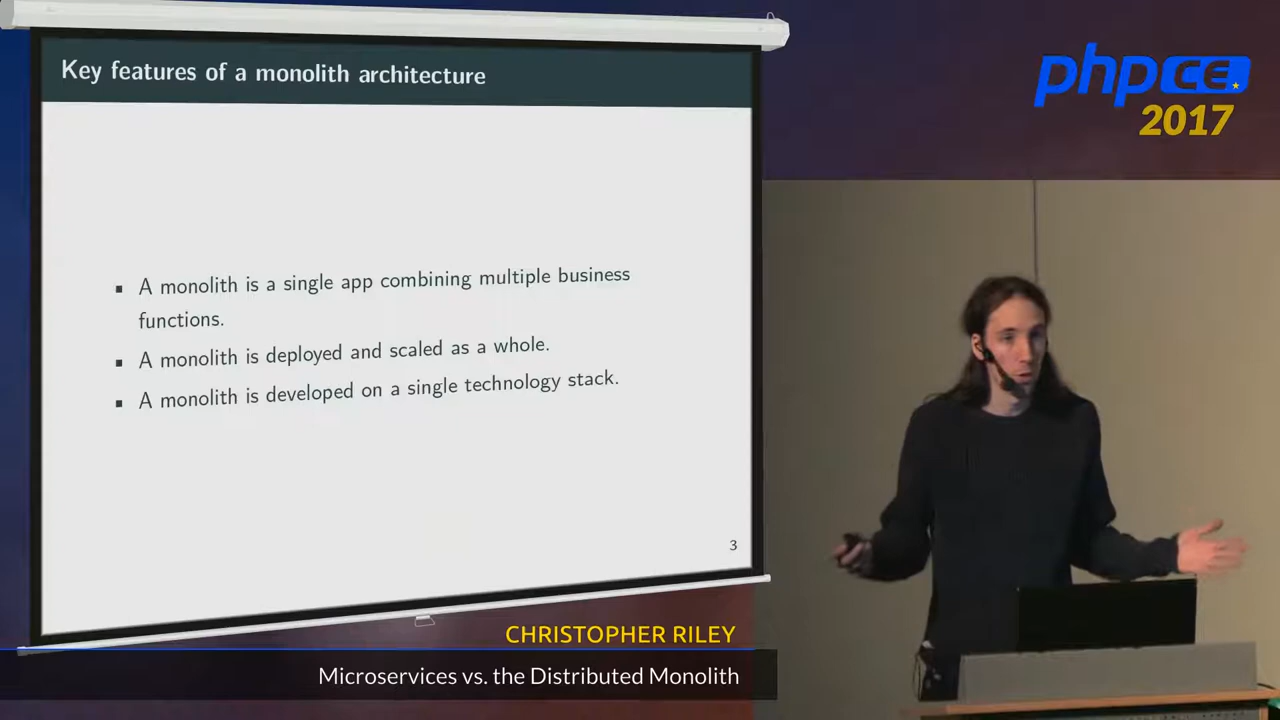 Key features of a monolith architecture
phpCE
2017
▪ A monolith is a single app combining multiple business
functions.
▪ A monolith is deployed and scaled as a whole.
▪ A monolith is developed on a single technology stack.
3
CHRISTOPHER RILEY
Microservices vs. the Distributed Monolith